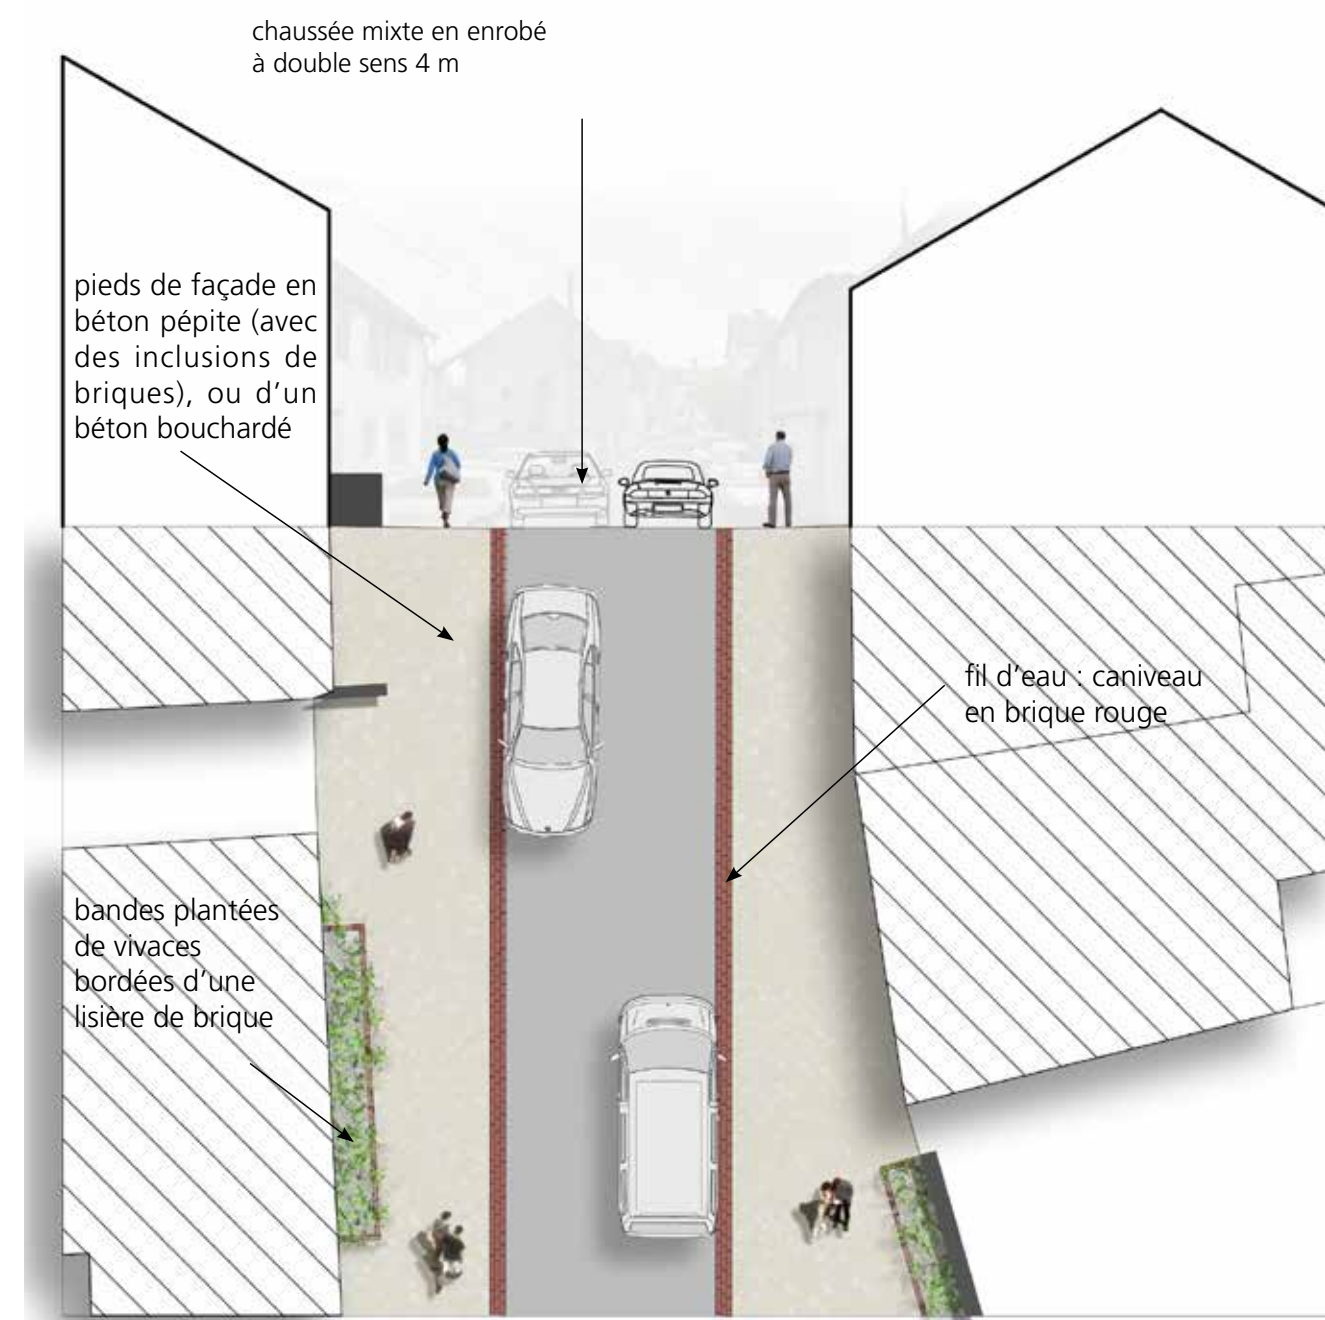 chaussée mixte en enrobé
à double sens 4 m
pieds de façade en
béton pépite (avec
des inclusions de
briques), ou d’un
béton bouchardé
fil d’eau : caniveau
en brique rouge
bandes plantées
de vivaces
bordées d’une
lisière de brique